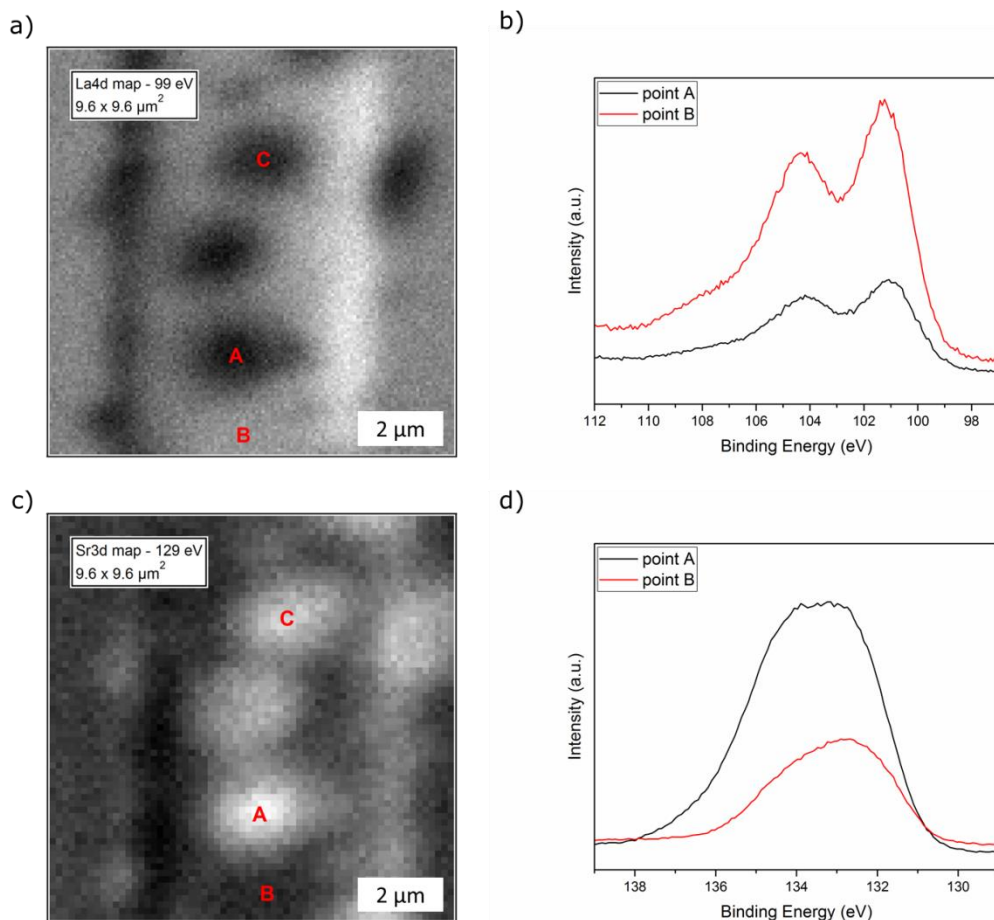 a)
La4d map - 99 eV
9.6 x 9.6 µm²
C
A
B
2 µm
b)
point A
point B
Intensity (a.u.)
112 110 108 106 104 102 100 98
Binding Energy (eV)
c)
Sr3d map - 129 eV
9.6 x 9.6 µm²
C
A
B
2 µm
d)
point A
point B
Intensity (a.u.)
138 136 134 132 130
Binding Energy (eV)